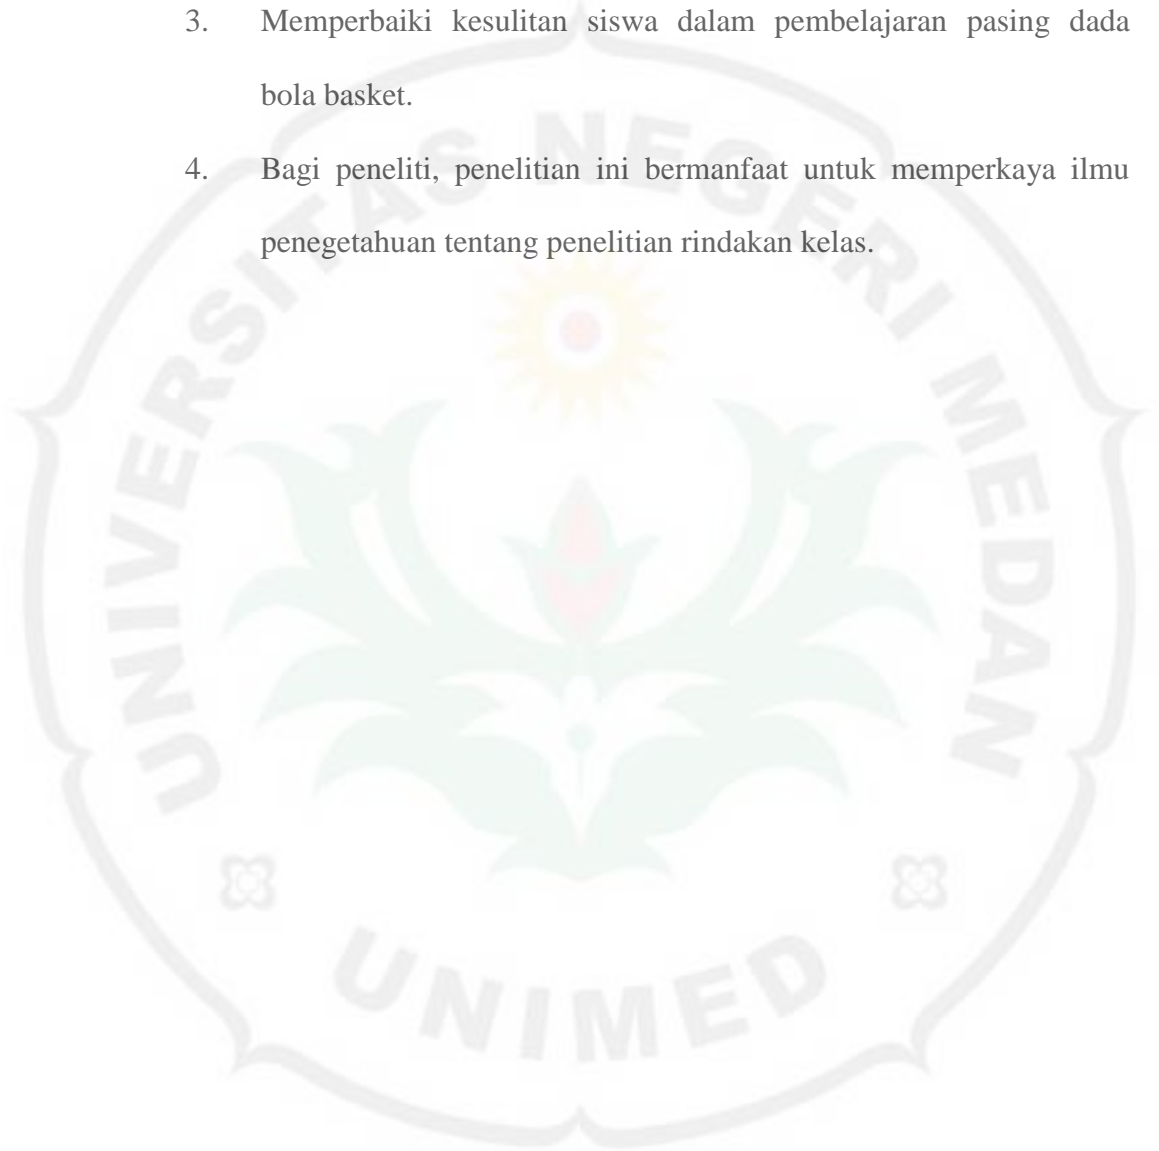 3. Memperbaiki kesulitan siswa dalam pembelajaran pasing dada
bola basket.
4. Bagi peneliti, penelitian ini bermanfaat untuk memperkaya ilmu
penegetahuan tentang penelitian rindakan kelas.
UNIVERSITAS NEGERI MEDAN
UNIMED